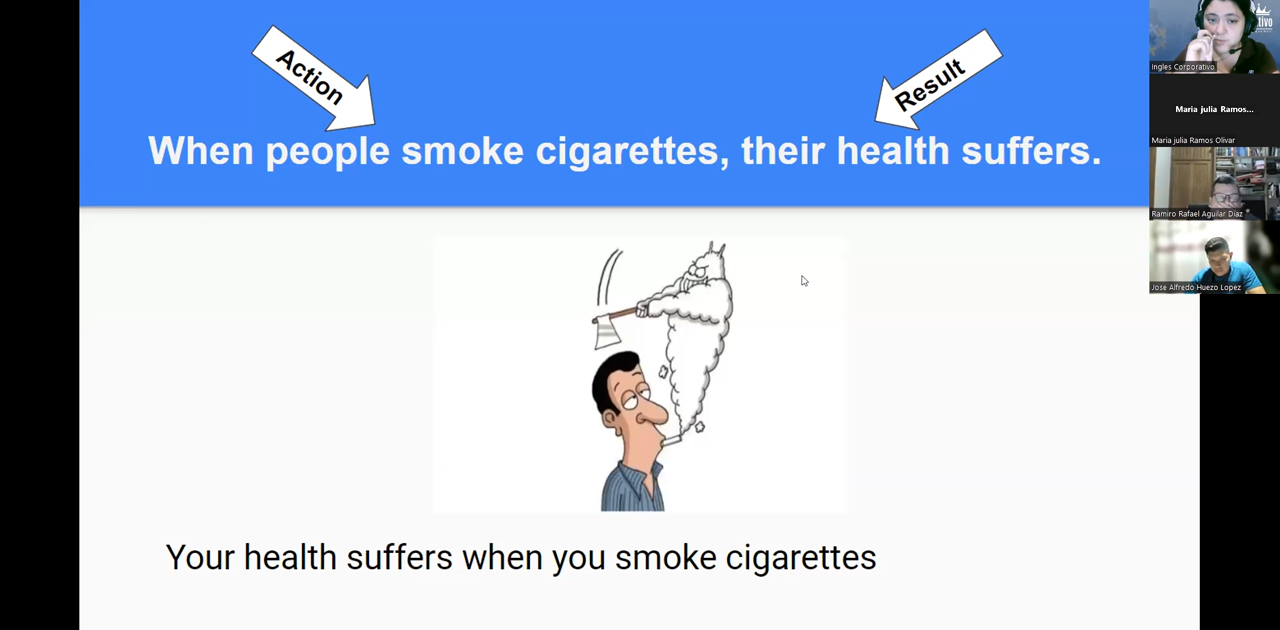 Action
Result
When people smoke cigarettes, their health suffers.
Your health suffers when you smoke cigarettes
Ingles Corporativo
Maria julia Ramos...
Maria julia Ramos Olivar
Ramiro Rafael Aguilar Diaz
Jose Alfredo Huezo Lopez